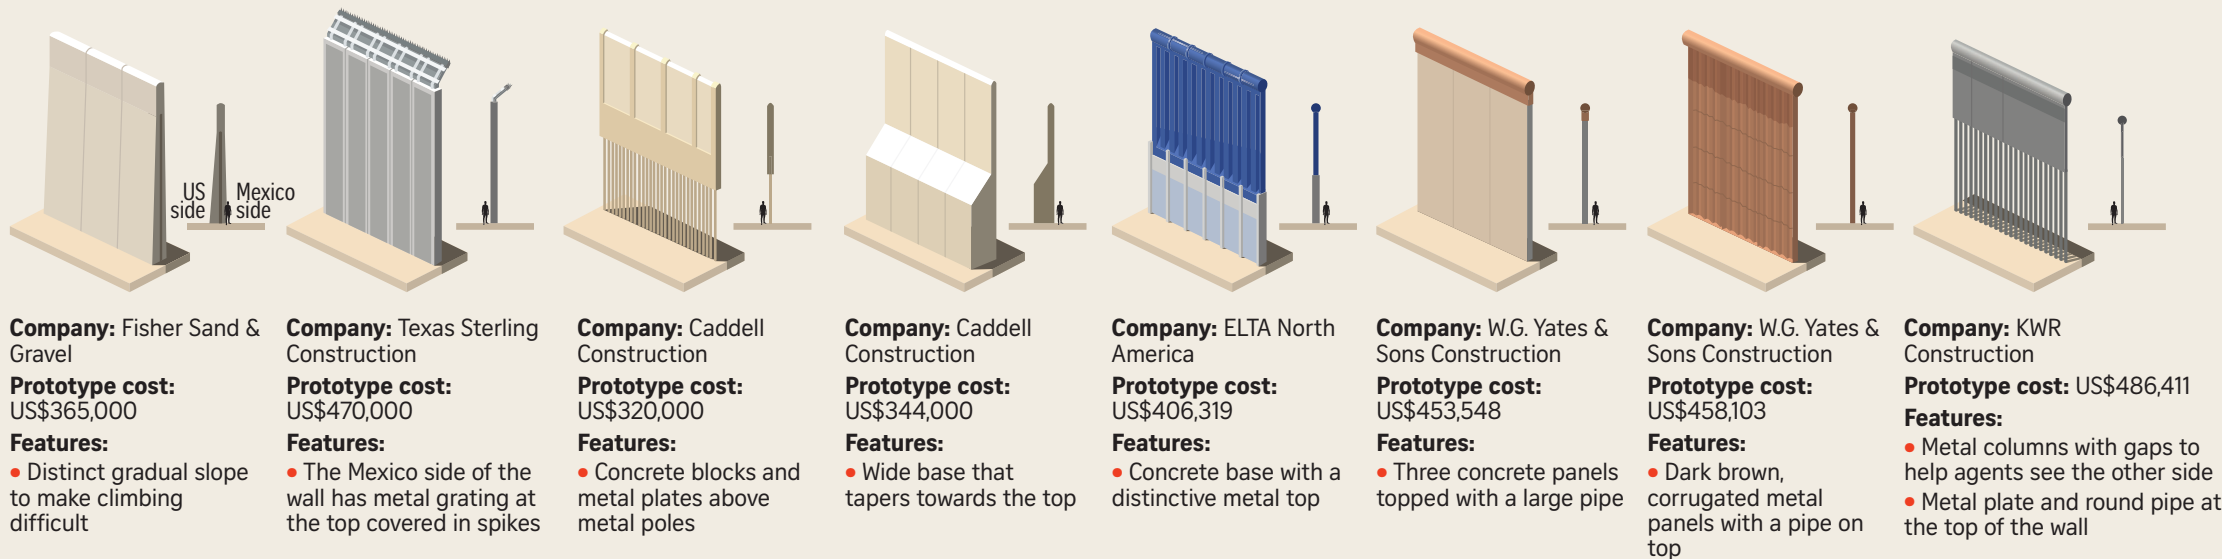 US
side
Mexico
side
Company: Fisher Sand &
Gravel
Prototype cost:
US$365,000
Features:
• Distinct gradual slope
to make climbing
difficult
Company: Texas Sterling
Construction
Prototype cost:
US$470,000
Features:
• The Mexico side of the
wall has metal grating at
the top covered in spikes
Company: Caddell
Construction
Prototype cost:
US$320,000
Features:
• Concrete blocks and
metal plates above
metal poles
Company: Caddell
Construction
Prototype cost:
US$344,000
Features:
• Wide base that
tapers towards the top
Company: ELTA North
America
Prototype cost:
US$406,319
Features:
• Concrete base with a
distinctive metal top
Company: W.G. Yates &
Sons Construction
Prototype cost:
US$453,548
Features:
• Three concrete panels
topped with a large pipe
Company: W.G. Yates &
Sons Construction
Prototype cost:
US$458,103
Features:
• Dark brown,
corrugated metal
panels with a pipe on
top
Company: KWR
Construction
Prototype cost: US$486,411
Features:
• Metal columns with gaps to
help agents see the other side
• Metal plate and round pipe at
the top of the wall